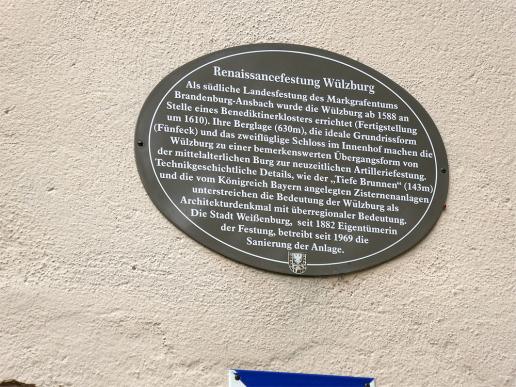 Renaissancefestung Wülzburg
Als südliche Landesfestung des Markgrafentums
Brandenburg-Ansbach wurde die Wülzburg ab 1588 an
Stelle eines Benediktinerklosters errichtet (Fertigstellung
um 1610). Ihre Berglage (630m), die ideale Grundrissform
(Fünfeck) und das zweiflüglige Schloss im Innenhof machen die
Wülzburg zu einer bemerkenswerten Übergangsform von
der mittelalterlichen Burg zur neuzeitlichen Artilleriefestung.
Technikgeschichtliche Details, wie der „Tiefe Brunnen“ (143m)
und die vom Königreich Bayern angelegten Zisternenanlagen
unterstreichen die Bedeutung der Wülzburg als
Architekturdenkmal mit überregionaler Bedeutung.
Die Stadt Weißenburg, seit 1882 Eigentümerin
der Festung, betreibt seit 1969 die
Sanierung der Anlage.